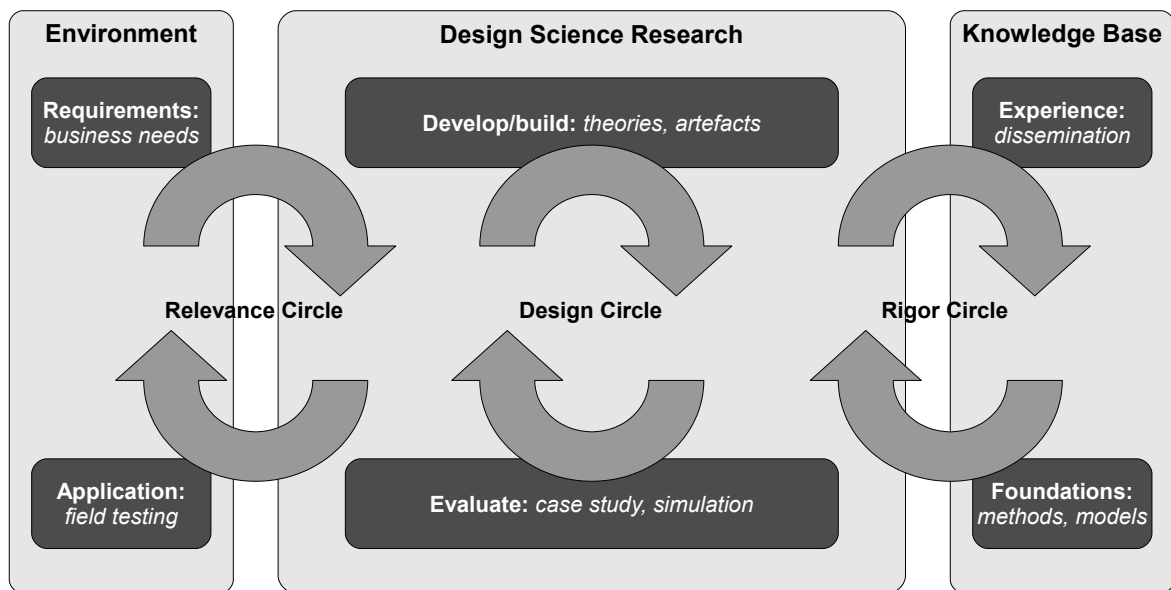 Environment
Design Science Research
Knowledge Base
Requirements:
business needs
Develop/build: theories, artefacts
Experience:
dissemination
Relevance Circle
Design Circle
Rigor Circle
Application:
field testing
Evaluate: case study, simulation
Foundations:
methods, models